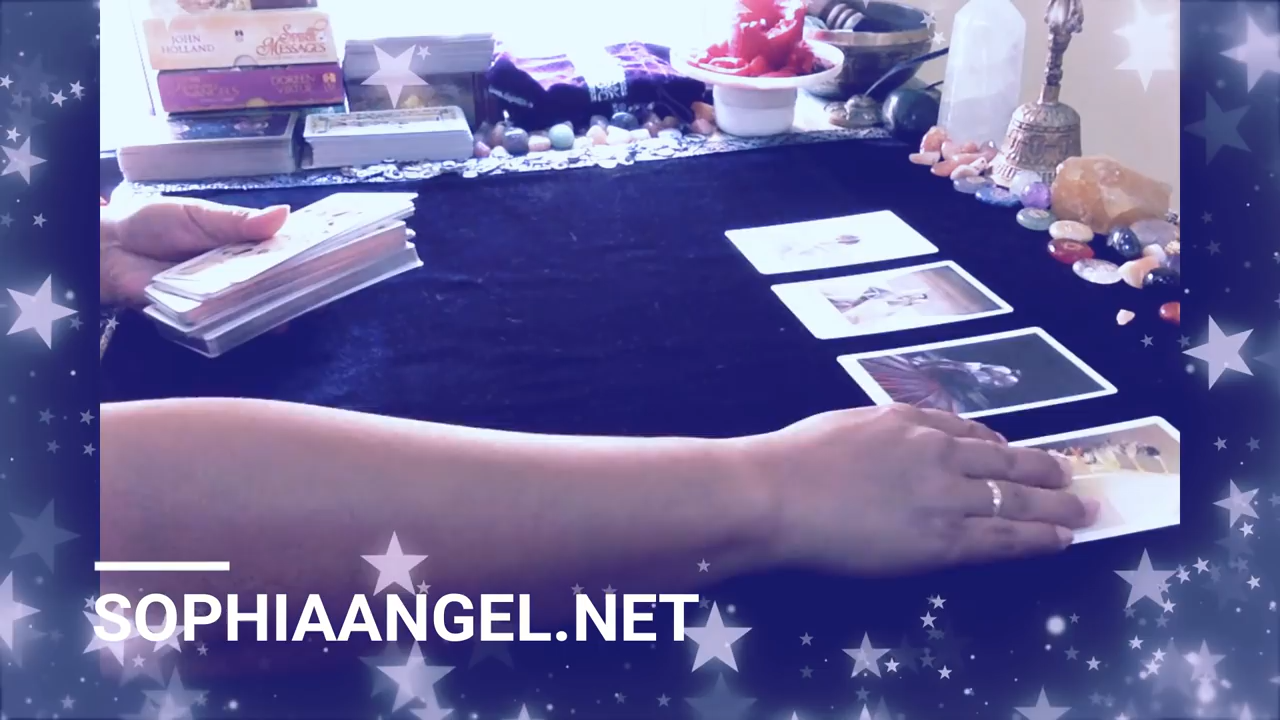 JOHN
HOLLAND
Spirit
MESSAGES
DOREEN
VIRTUE
SOPHIAANGEL.NET